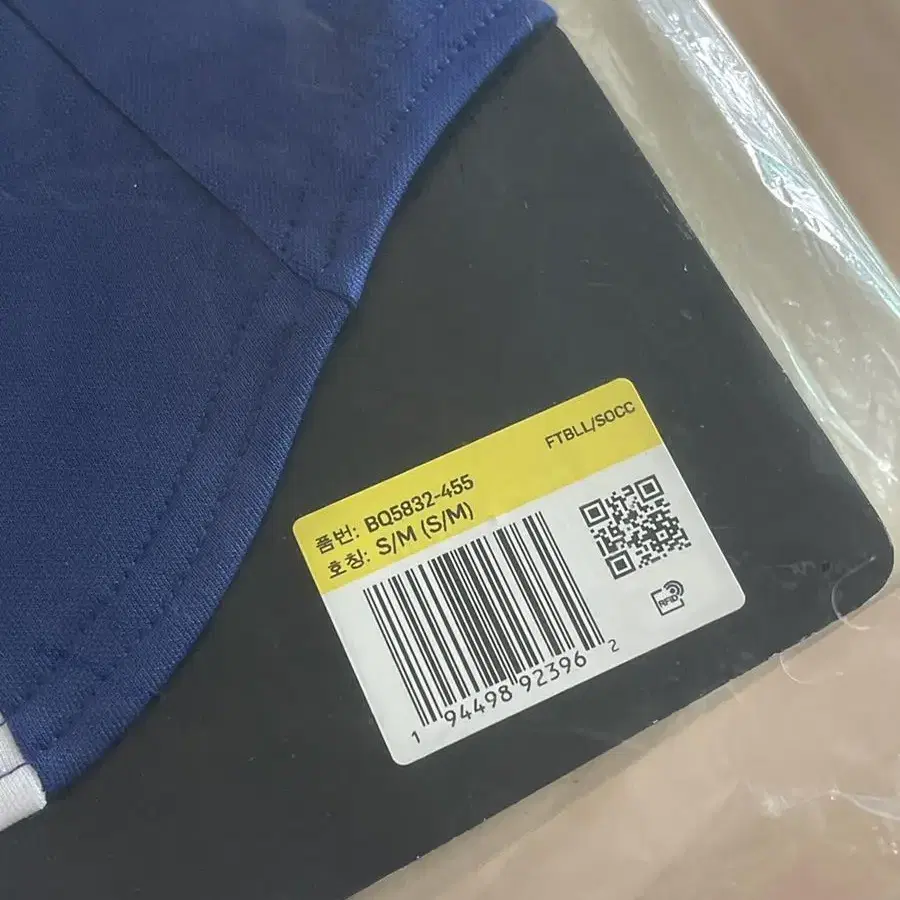 FTBLL/SOCC
품번: BQ5832-455
호칭: S/M (S/M)
RFID
1 94498 92396 2